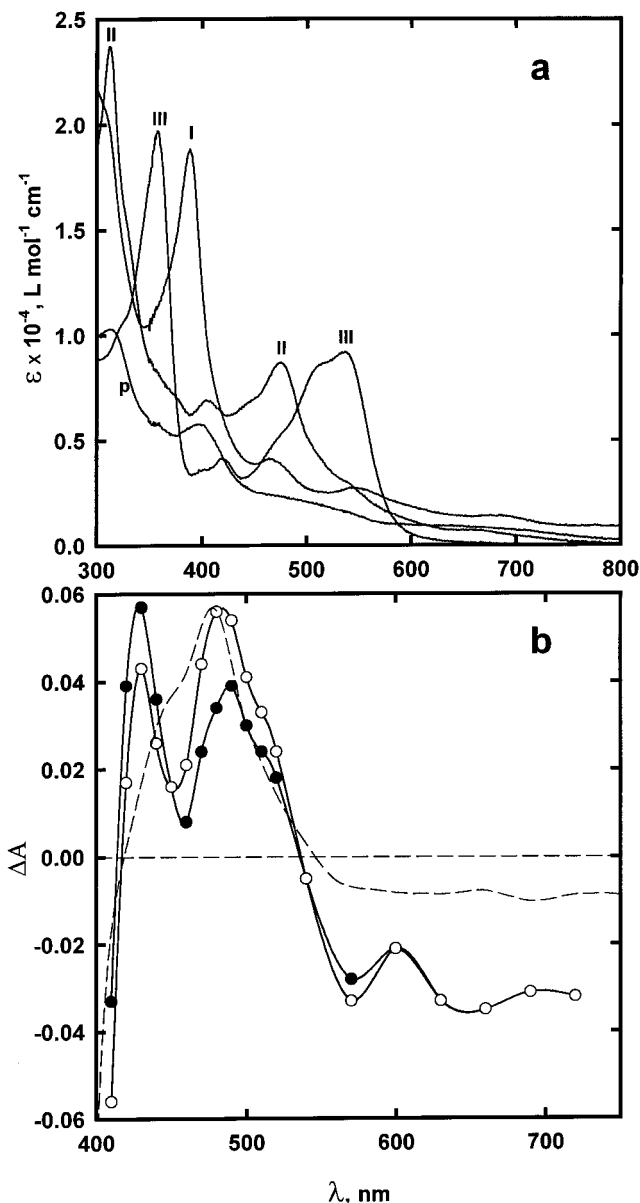 a
II
III
I
II
III
p
2.5
2.0
1.5
1.0
0.5
0.0
ε x 10⁻⁴, L mol⁻¹ cm⁻¹
300 400 500 600 700 800
b
0.06
0.04
0.02
0.00
-0.02
-0.04
-0.06
ΔA
400 500 600 700
λ, nm